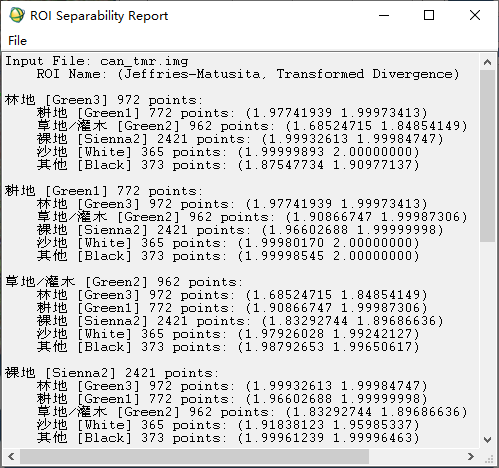 ROI Separability Report
File
Input File: can_tmr.img
ROI Name: (Jeffries-Matusita, Transformed Divergence)
林地 [Green3] 972 points:
耕地 [Green1] 772 points: (1.97741939 1.99973413)
草地/灌木 [Green2] 962 points: (1.68524715 1.84854149)
裸地 [Sienna2] 2421 points: (1.99932613 1.99984747)
沙地 [White] 365 points: (1.99999893 2.00000000)
其他 [Black] 373 points: (1.87547734 1.90977137)
耕地 [Green1] 772 points:
林地 [Green3] 972 points: (1.97741939 1.99973413)
草地/灌木 [Green2] 962 points: (1.90866747 1.99987306)
裸地 [Sienna2] 2421 points: (1.96602688 1.99999998)
沙地 [White] 365 points: (1.99980170 2.00000000)
其他 [Black] 373 points: (1.99998545 2.00000000)
草地/灌木 [Green2] 962 points:
林地 [Green3] 972 points: (1.68524715 1.84854149)
耕地 [Green1] 772 points: (1.90866747 1.99987306)
裸地 [Sienna2] 2421 points: (1.83292744 1.89686636)
沙地 [White] 365 points: (1.97926028 1.99242127)
其他 [Black] 373 points: (1.98792653 1.99650617)
裸地 [Sienna2] 2421 points:
林地 [Green3] 972 points: (1.99932613 1.99984747)
耕地 [Green1] 772 points: (1.96602688 1.99999998)
草地/灌木 [Green2] 962 points: (1.83292744 1.89686636)
沙地 [White] 365 points: (1.91838123 1.95985337)
其他 [Black] 373 points: (1.99961239 1.99996463)